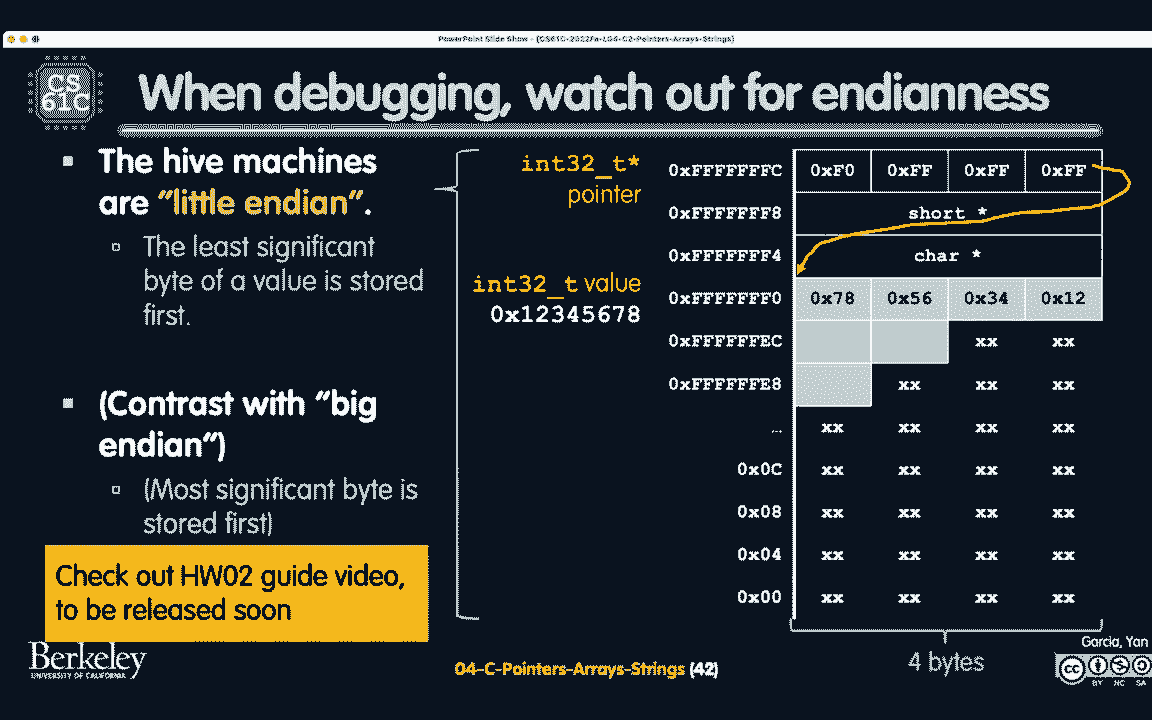 PowerPoint Slide Show - [CS61C-2022Fa-L04-C2-Pointers-Arrays-Strings]
CS
61C
When debugging, watch out for endianness
▪ The hive machines
are “little endian”.
▫ The least significant
byte of a value is stored
first.
▪ (Contrast with “big
endian”)
▫ (Most significant byte is
stored first)
Check out HW02 guide video,
to be released soon
int32_t*
pointer
int32_t value
0x12345678
0xFFFFFFFC 0xF0 0xFF 0xFF 0xFF
0xFFFFFFF8 short *
0xFFFFFFF4 char *
0xFFFFFFF0 0x78 0x56 0x34 0x12
0xFFFFFFEC xx xx
0xFFFFFFE8 xx xx xx
… xx xx xx xx
0x0C xx xx xx xx
0x08 xx xx xx xx
0x04 xx xx xx xx
0x00 xx xx xx xx
4 bytes
Berkeley
UNIVERSITY OF CALIFORNIA
04-C-Pointers-Arrays-Strings (42)
Garcia, Yan
cc
BY NC SA